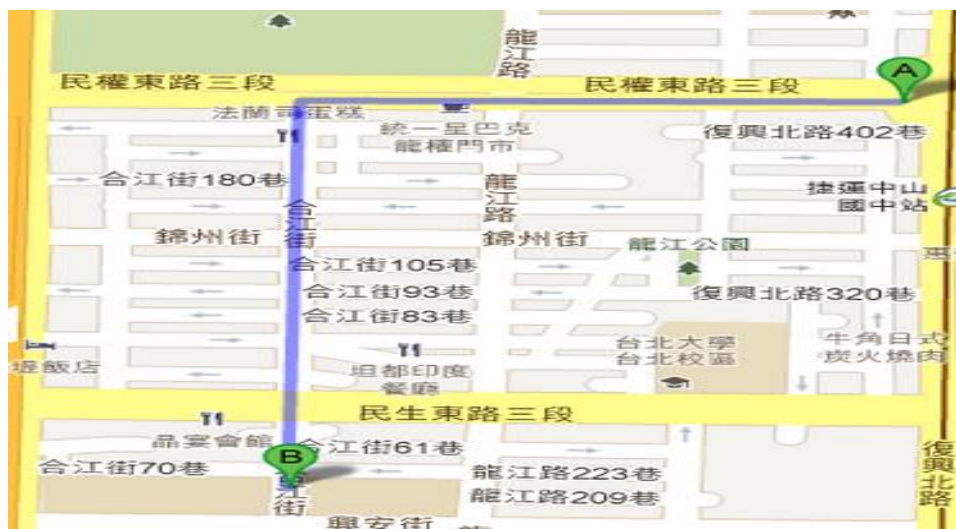 龍江路
民權東路三段
民權東路三段
A
法蘭司蛋糕
統一星巴克
龍權門市
復興北路402巷
合江街180巷
龍江路
捷運中山
國中站
合江街
錦州街
錦州街
龍江公園
合江街105巷
合江街93巷
復興北路320巷
合江街83巷
台北大學
台北校區
牛角日式
炭火燒肉
飯店
坦都印度
餐廳
民生東路三段
品宴會館
合江街61巷
B
合江街70巷
龍江路223巷
復興北路
江街
龍江路209巷
興安街